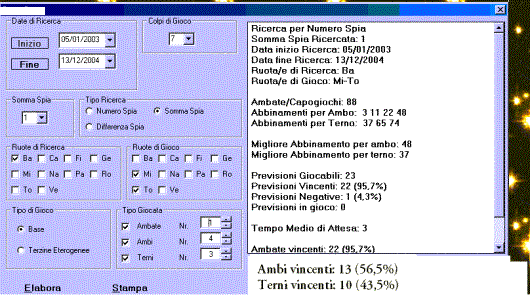 Date di Ricerca
Inizio 05/01/2003
Fine 13/12/2004
Colpi di Gioco
7
Somma Spia
1
Tipo Ricerca
Numero Spia Somma Spia
Differenza Spia
Ruote di Ricerca
Ba Ca Fi Ge
Mi Na Pa Ro
To Ve
Ruote di Gioco
Ba Ca Fi Ge
Mi Na Pa Ro
To Ve
Tipo di Gioco
Base
Terzine Eterogenee
Tipo Giocata
Ambate Nr. 1
Ambi Nr. 4
Terni Nr. 3
Elabora Stampa
Ricerca per Numero Spia
Somma Spia Ricercata: 1
Data inizio Ricerca: 05/01/2003
Data fine Ricerca: 13/12/2004
Ruota/e di Ricerca: Ba
Ruota/e di Gioco: Mi-To
Ambate/Capogiochi: 88
Abbinamenti per Ambo: 3 11 22 48
Abbinamenti per Terno: 37 65 74
Migliore Abbinamento per ambo: 48
Migliore Abbinamento per terno: 37
Previsioni Giocabili: 23
Previsioni Vincenti: 22 (95,7%)
Previsioni Negative: 1 (4,3%)
Previsioni in gioco: 0
Tempo Medio di Attesa: 3
Ambate vincenti: 22 (95,7%)
Ambi vincenti: 13 (56,5%)
Terni vincenti: 10 (43,5%)